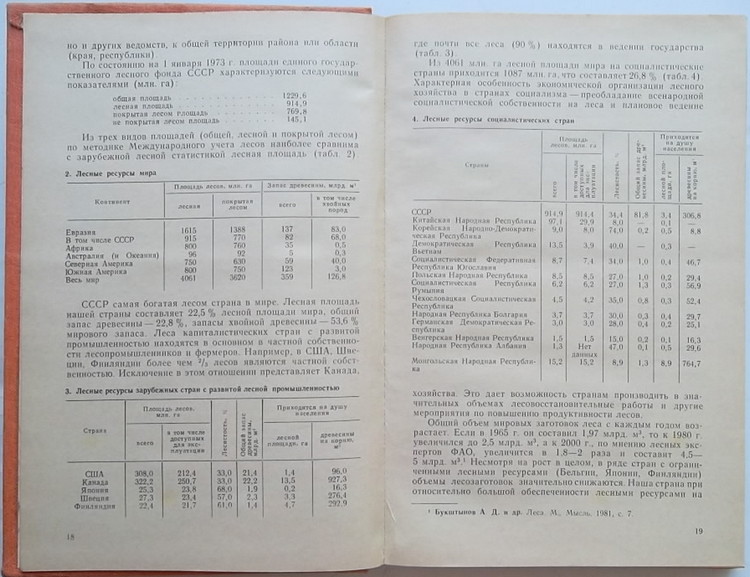 но и других ведомств, к общей территории района или области
(края, республики)
По состоянию на 1 января 1973 г. площади единого государ-
ственного лесного фонда СССР характеризуются следующими
показателями (млн. га):
общая площадь 1229,6
лесная площадь 914,9
покрытая лесом площадь 769,8
не покрытая лесом площадь 145,1
Из трех видов площадей (общей, лесной и покрытой лесом)
по методике Международного учета лесов наиболее сравнима
с зарубежной лесной статистикой лесная площадь (табл. 2)
2. Лесные ресурсы мира
Континент
Площадь лесов, млн. га
Запас древесины, млрд. м³
лесная
покрытая лесом
всего
в том числе хвойных пород
Евразия 1615 1388 137 83,0
В том числе СССР 915 770 82 68,0
Африка 800 760 35 0,5
Австралия (и Океания) 96 92 5 0,3
Северная Америка 750 630 59 40,0
Южная Америка 800 750 123 3,0
Весь мир 4061 3620 359 126,8
СССР самая богатая лесом страна в мире. Лесная площадь
нашей страны составляет 22,5 % лесной площади мира, общий
запас древесины — 22,8 %, запасы хвойной древесины — 53,6 %
мирового запаса. Леса капиталистических стран с развитой
промышленностью находятся в основном в частной собственно-
сти лесопромышленников и фермеров. Например, в США, Шве-
ции, Финляндии более чем ²/₃ лесов являются частной собст-
венностью. Исключение в этом отношении представляет Канада,
3. Лесные ресурсы зарубежных стран с развитой лесной промышленностью
Страна
Площадь лесов, млн. га
Лесистость, %
Общий запас древесины, млрд. м³
Приходится на душу населения
всего
в том числе доступных для эксплуатации
лесной площади, га
древесины на корню, м³
США 308,0 212,4 33,0 21,4 1,4 96,0
Канада 322,2 250,7 33,0 22,2 13,5 927,3
Япония 25,3 23,8 68,0 1,9 0,2 16,3
Швеция 27,3 23,4 57,0 2,3 3,3 276,4
Финляндия 22,4 21,7 61,0 1,4 4,7 292,9
18
где почти все леса (90 %) находятся в ведении государства
(табл. 3).
Из 4061 млн. га лесной площади мира на социалистические
страны приходится 1087 млн. га, что составляет 26,8 % (табл. 4)
Характерная особенность экономической организации лесного
хозяйства в странах социализма — преобладание всенародной
социалистической собственности на леса и плановое ведение
4. Лесные ресурсы социалистических стран
Страны
Площадь лесов, млн. га
Лесистость, %
Общий запас древесины, млрд. м³
Приходится на душу населения
всего
в том числе доступных для эксплуатации
лесной площади, га
древесины на корню, м³
СССР 914,9 914,4 34,4 81,8 3,4 306,8
Китайская Народная Республика 97,1 29,9 8,0 — 0,1 —
Корейская Народно-Демократи-
ческая Республика 9,0 8,0 74,0 0,2 0,5 8,8
Демократическая Республика
Вьетнам 13,5 3,9 40,0 — 0,3 —
Социалистическая Федеративная
Республика Югославия 8,7 7,4 34,0 1,0 0,4 46,7
Польская Народная Республика 8,5 8,5 27,0 1,0 0,2 29,4
Социалистическая Республика
Румыния 6,2 6,2 27,0 1,3 0,3 56,9
Чехословацкая Социалистическая
Республика 4,5 4,2 35,0 0,8 0,3 52,4
Народная Республика Болгария 3,7 3,7 30,0 0,3 0,4 29,7
Германская Демократическая Ре-
спублика 3,0 3,0 28,0 0,4 0,2 25,1
Венгерская Народная Республика 1,5 1,5 15,0 0,2 0,1 16,3
Народная Республика Албания 1,3 Нет данных 47,0 0,1 0,5 29,6
Монгольская Народная Республи-
ка 15,2 15,2 8,9 1,3 8,9 764,7
хозяйства. Это дает возможность странам производить в зна-
чительных объемах лесовосстановительные работы и другие
мероприятия по повышению продуктивности лесов.
Общий объем мировых заготовок леса с каждым годом воз-
растает. Если в 1965 г. он составил 1,97 млрд. м³, то к 1980 г.
увеличился до 2,5 млрд. м³, а к 2000 г., по мнению лесных экс-
пертов ФАО, увеличится в 1,8—2 раза и составит 4,5—
5 млрд. м³.¹ Несмотря на рост в целом, в ряде стран с ограни-
ченными лесными ресурсами (Бельгии, Японии, Финляндии)
объемы лесозаготовок значительно снижаются. Наша страна при
относительно большой обеспеченности лесными ресурсами на
¹ Букштынов А. Д. и др. Леса. М., Мысль, 1981, с. 7.
19